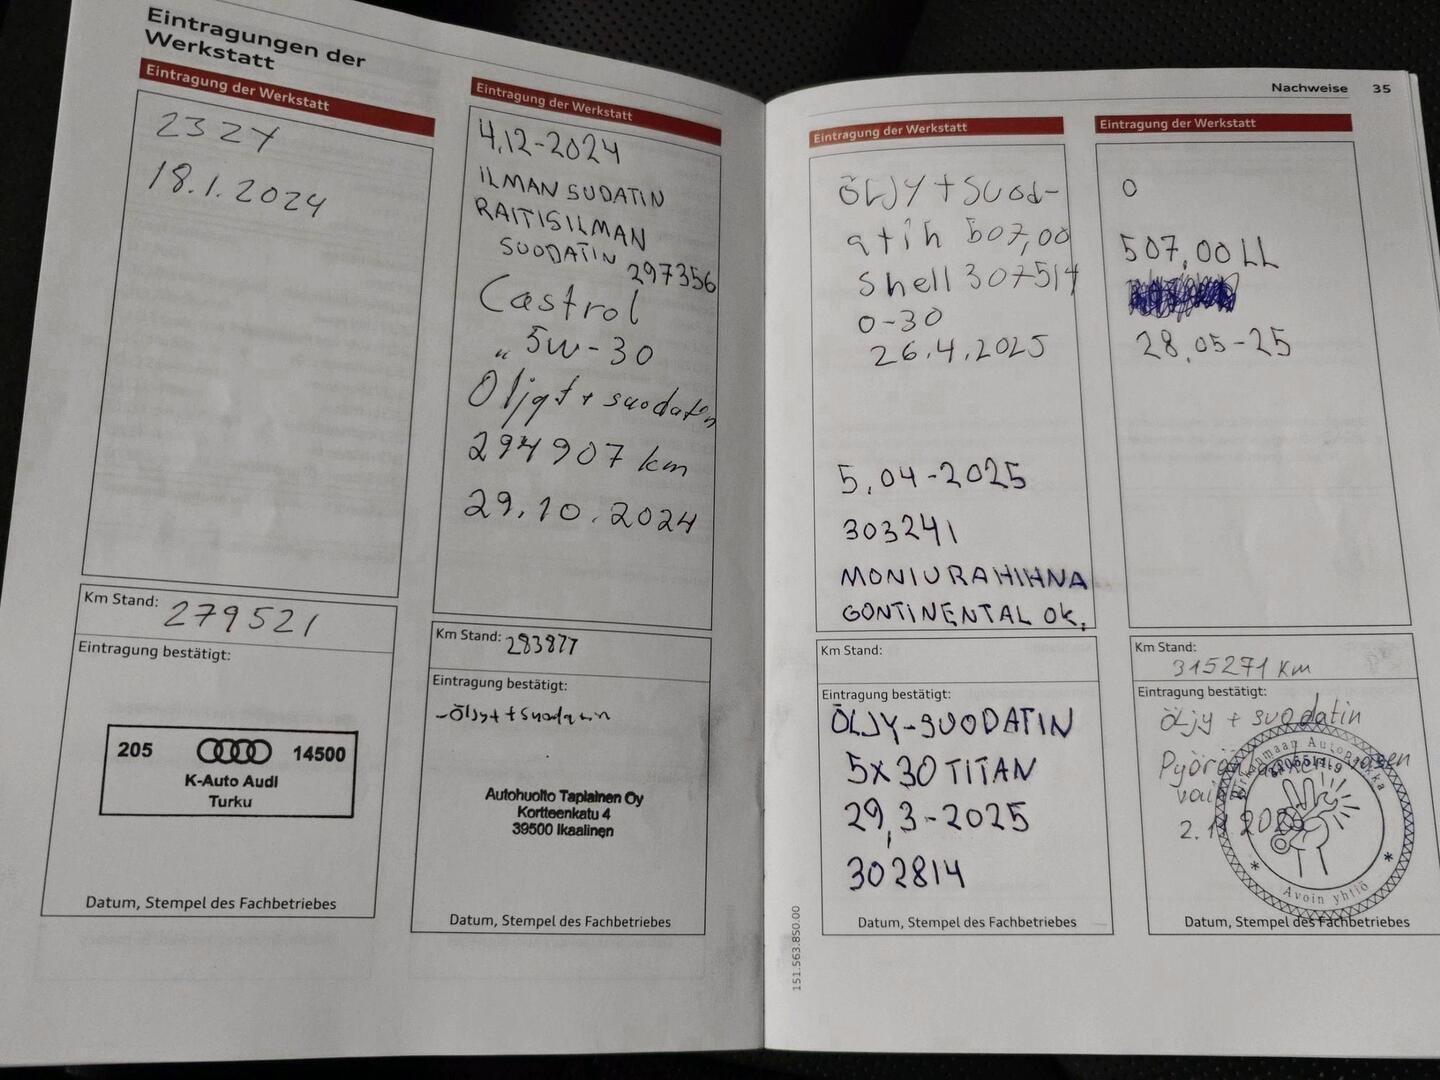 Eintragungen der
Werkstatt
Eintragung der Werkstatt
18.1.2024
Km Stand: 279521
Eintragung bestätigt:
205 14500
K-Auto Audi
Turku
Datum, Stempel des Fachbetriebes
Eintragung der Werkstatt
4.12-2024
ILMAN SUDATIN
RAITISILMAN
SUODATIN 297356
Castrol
" 5W-30
Öljyt + suodatin
294907 km
29.10.2024
Km Stand: 283877
Eintragung bestätigt:
-Öljyt + suodatin
Autohuolto Taplainen Oy
Kortteenkatu 4
39500 Ikaalinen
Datum, Stempel des Fachbetriebes
Nachweise 35
Eintragung der Werkstatt
ÖLJY + SUOD-
atin 507,00
Shell 307514
0-30
26.4.2025
5.04-2025
303241
MONIURAHIHNA
GONTINENTAL OK,
Km Stand:
Eintragung bestätigt:
ÖLJY-SUODATIN
5x30 TITAN
29,3-2025
302814
Datum, Stempel des Fachbetriebes
151.563.850.00
Eintragung der Werkstatt
0
507,00 LL
28,05-25
Km Stand:
315271 km
Eintragung bestätigt:
Öljy + suodatin
Avoin yhtiö
Datum, Stempel des Fachbetriebes